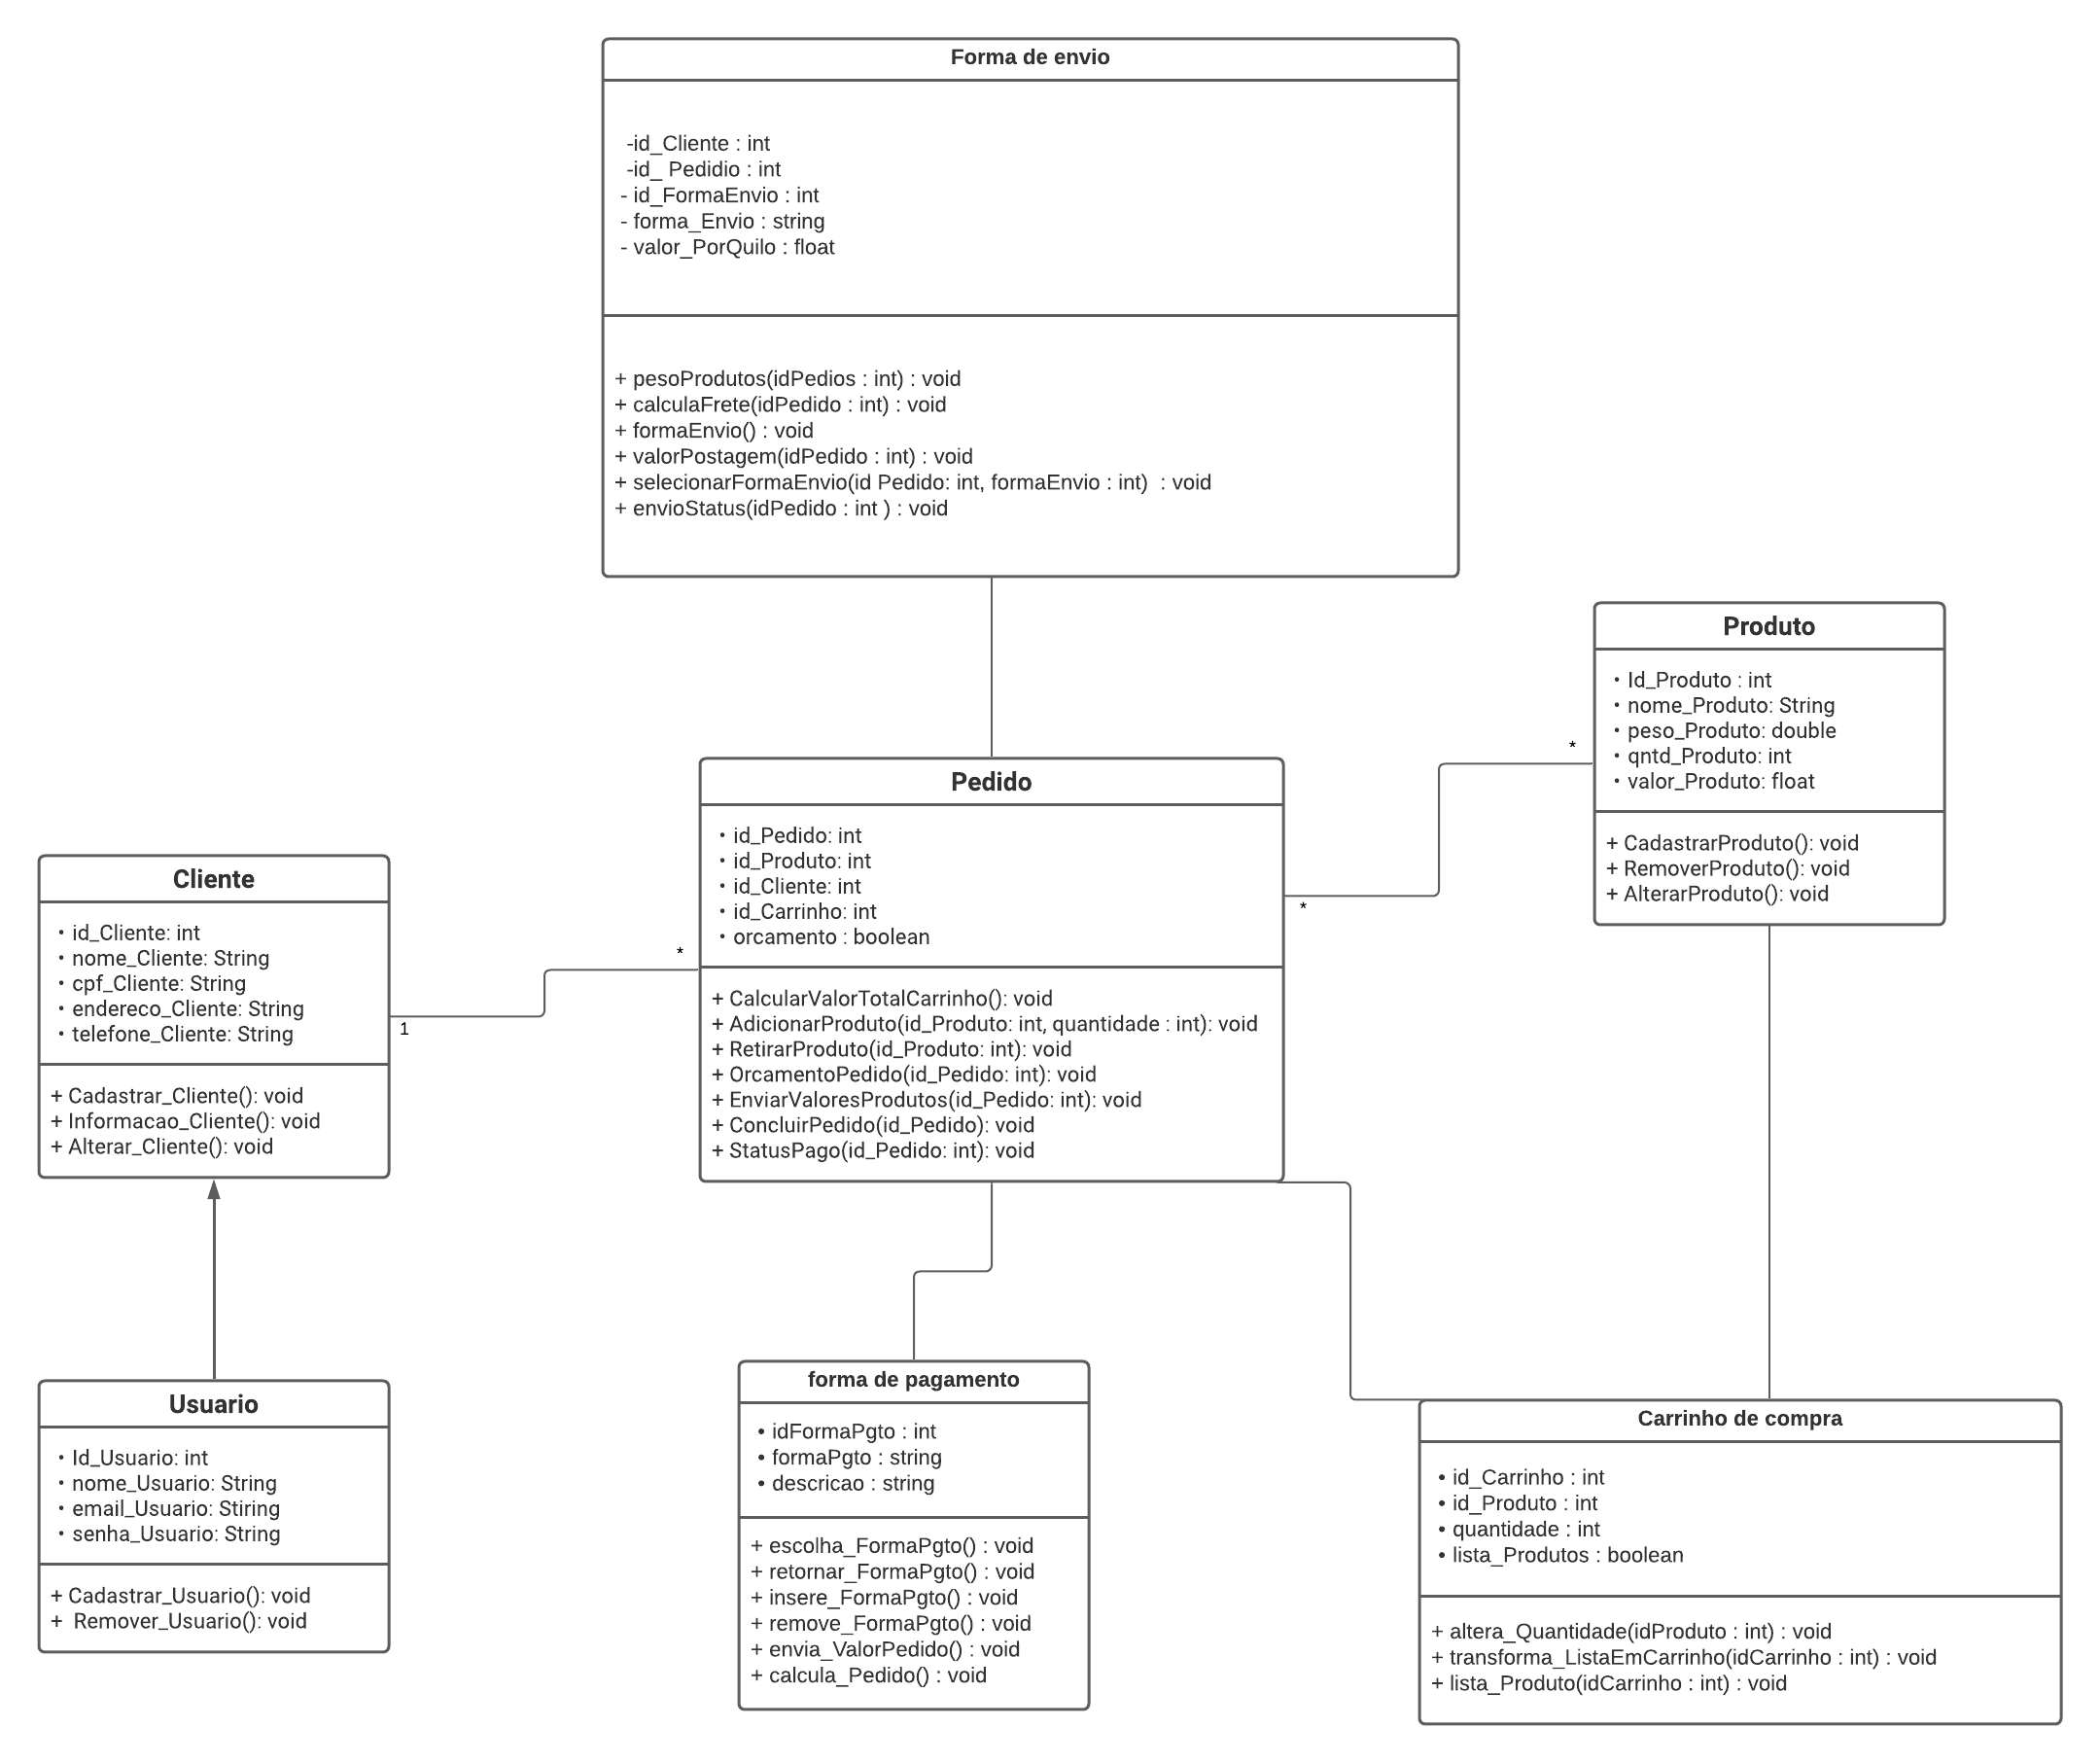 Forma de envio
-id_Cliente : int
-id_ Pedidio : int
- id_FormaEnvio : int
- forma_Envio : string
- valor_PorQuilo : float
+ pesoProdutos(idPedios : int) : void
+ calculaFrete(idPedido : int) : void
+ formaEnvio() : void
+ valorPostagem(idPedido : int) : void
+ selecionarFormaEnvio(id Pedido: int, formaEnvio : int)  : void
+ envioStatus(idPedido : int ) : void
Produto
• Id_Produto : int
• nome_Produto: String
• peso_Produto: double
• qntd_Produto: int
• valor_Produto: float
+ CadastrarProduto(): void
+ RemoverProduto(): void
+ AlterarProduto(): void
*
*
Pedido
• id_Pedido: int
• id_Produto: int
• id_Cliente: int
• id_Carrinho: int
• orcamento : boolean
+ CalcularValorTotalCarrinho(): void
+ AdicionarProduto(id_Produto: int, quantidade : int): void
+ RetirarProduto(id_Produto: int): void
+ OrcamentoPedido(id_Pedido: int): void
+ EnviarValoresProdutos(id_Pedido: int): void
+ ConcluirPedido(id_Pedido): void
+ StatusPago(id_Pedido: int): void
*
1
Cliente
• id_Cliente: int
• nome_Cliente: String
• cpf_Cliente: String
• endereco_Cliente: String
• telefone_Cliente: String
+ Cadastrar_Cliente(): void
+ Informacao_Cliente(): void
+ Alterar_Cliente(): void
Usuario
• Id_Usuario: int
• nome_Usuario: String
• email_Usuario: Stiring
• senha_Usuario: String
+ Cadastrar_Usuario(): void
+  Remover_Usuario(): void
forma de pagamento
• idFormaPgto : int
• formaPgto : string
• descricao : string
+ escolha_FormaPgto() : void
+ retornar_FormaPgto() : void
+ insere_FormaPgto() : void
+ remove_FormaPgto() : void
+ envia_ValorPedido() : void
+ calcula_Pedido() : void
Carrinho de compra
• id_Carrinho : int
• id_Produto : int
• quantidade : int
• lista_Produtos : boolean
+ altera_Quantidade(idProduto : int) : void
+ transforma_ListaEmCarrinho(idCarrinho : int) : void
+ lista_Produto(idCarrinho : int) : void